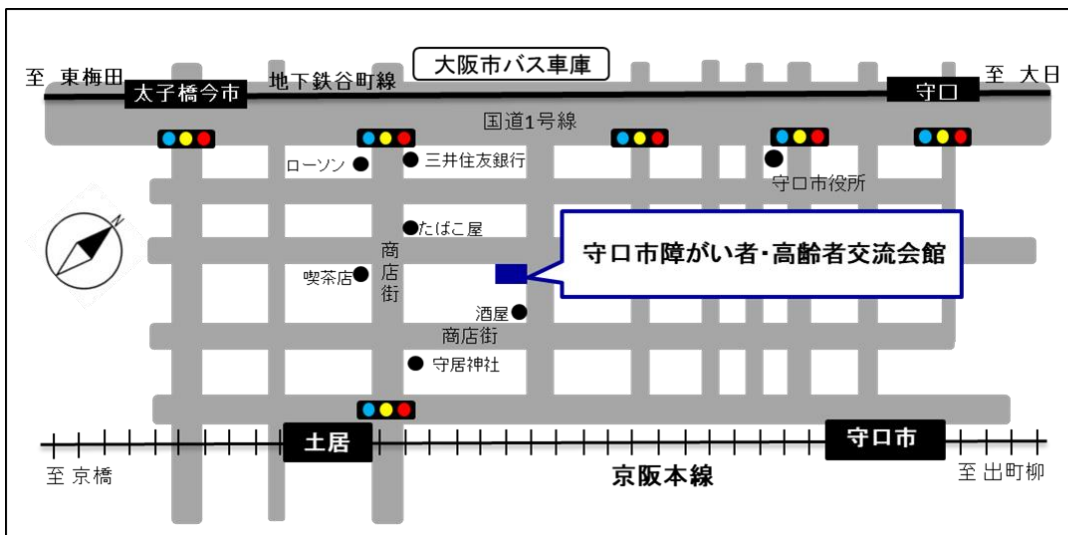 大阪市バス車庫
至 東梅田
地下鉄谷町線
至 大日
太子橋今市
守口
国道1号線
ローソン
三井住友銀行
守口市役所
N
たばこ屋
商店街
守口市障がい者・高齢者交流会館
喫茶店
酒屋
商店街
守居神社
土居
守口市
至 京橋
京阪本線
至 出町柳